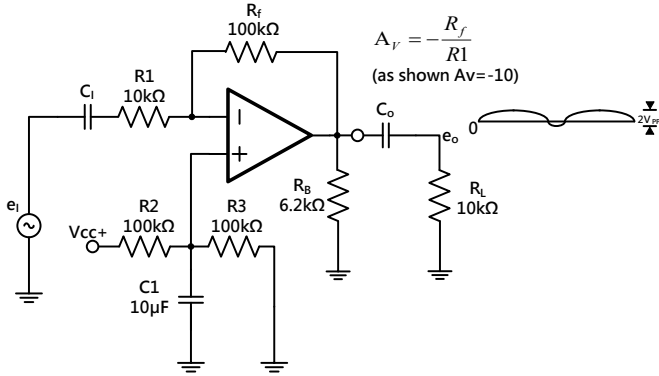 Rf
100kΩ
AV = − Rf
R1
(as shown Av=-10)
CI
R1
10kΩ
Co
eo
0
2VPP
RB
6.2kΩ
RL
10kΩ
eI
R2
100kΩ
R3
100kΩ
Vcc+
C1
10μF